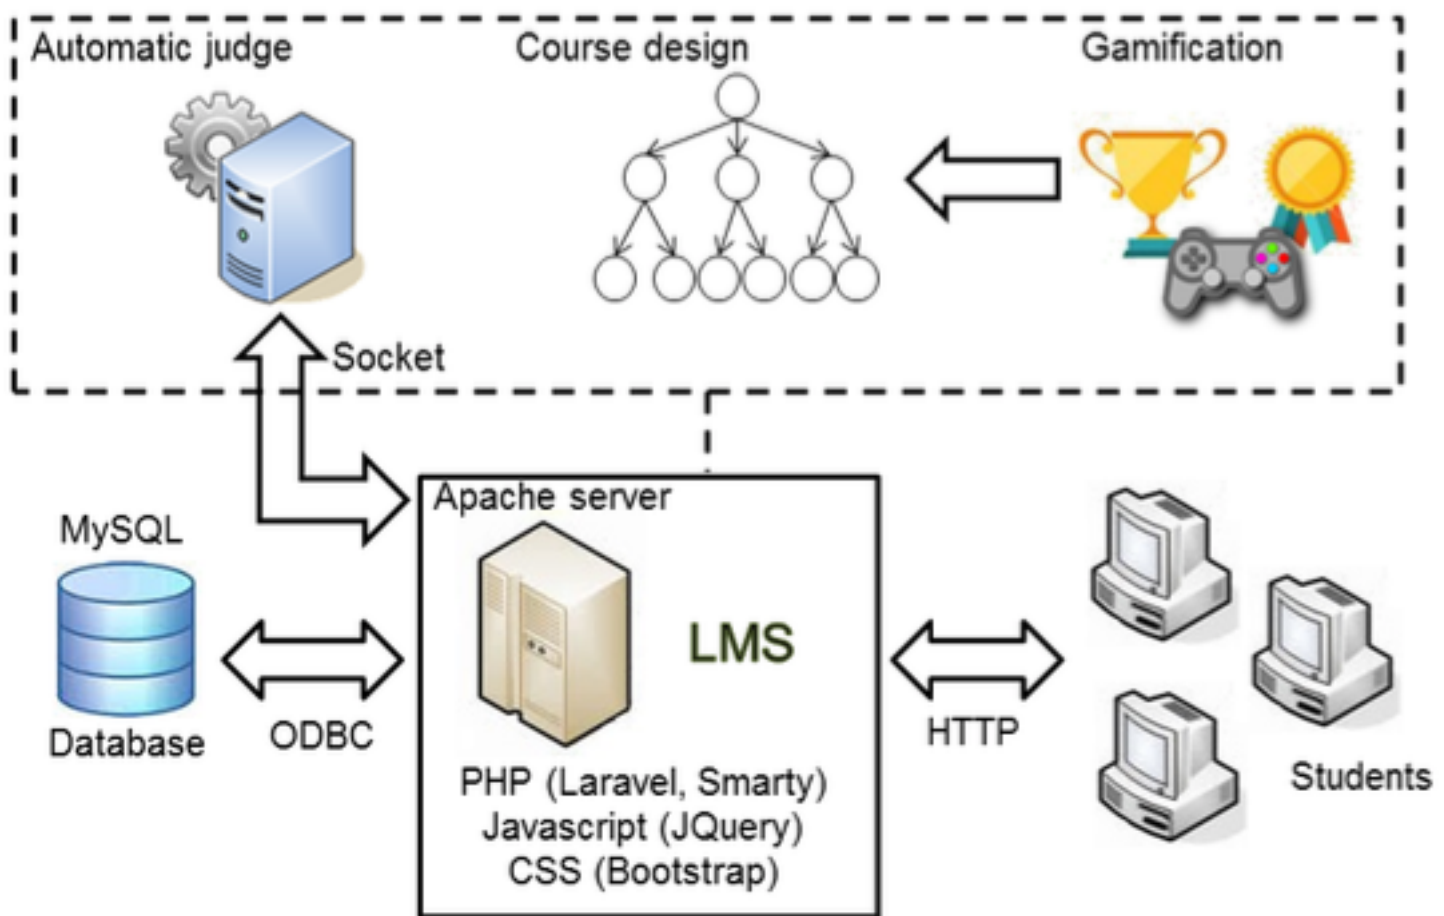 Automatic judge
Course design
Gamification
Socket
Apache server
MySQL
LMS
Database
ODBC
HTTP
PHP (Laravel, Smarty)
Javascript (JQuery)
CSS (Bootstrap)
Students